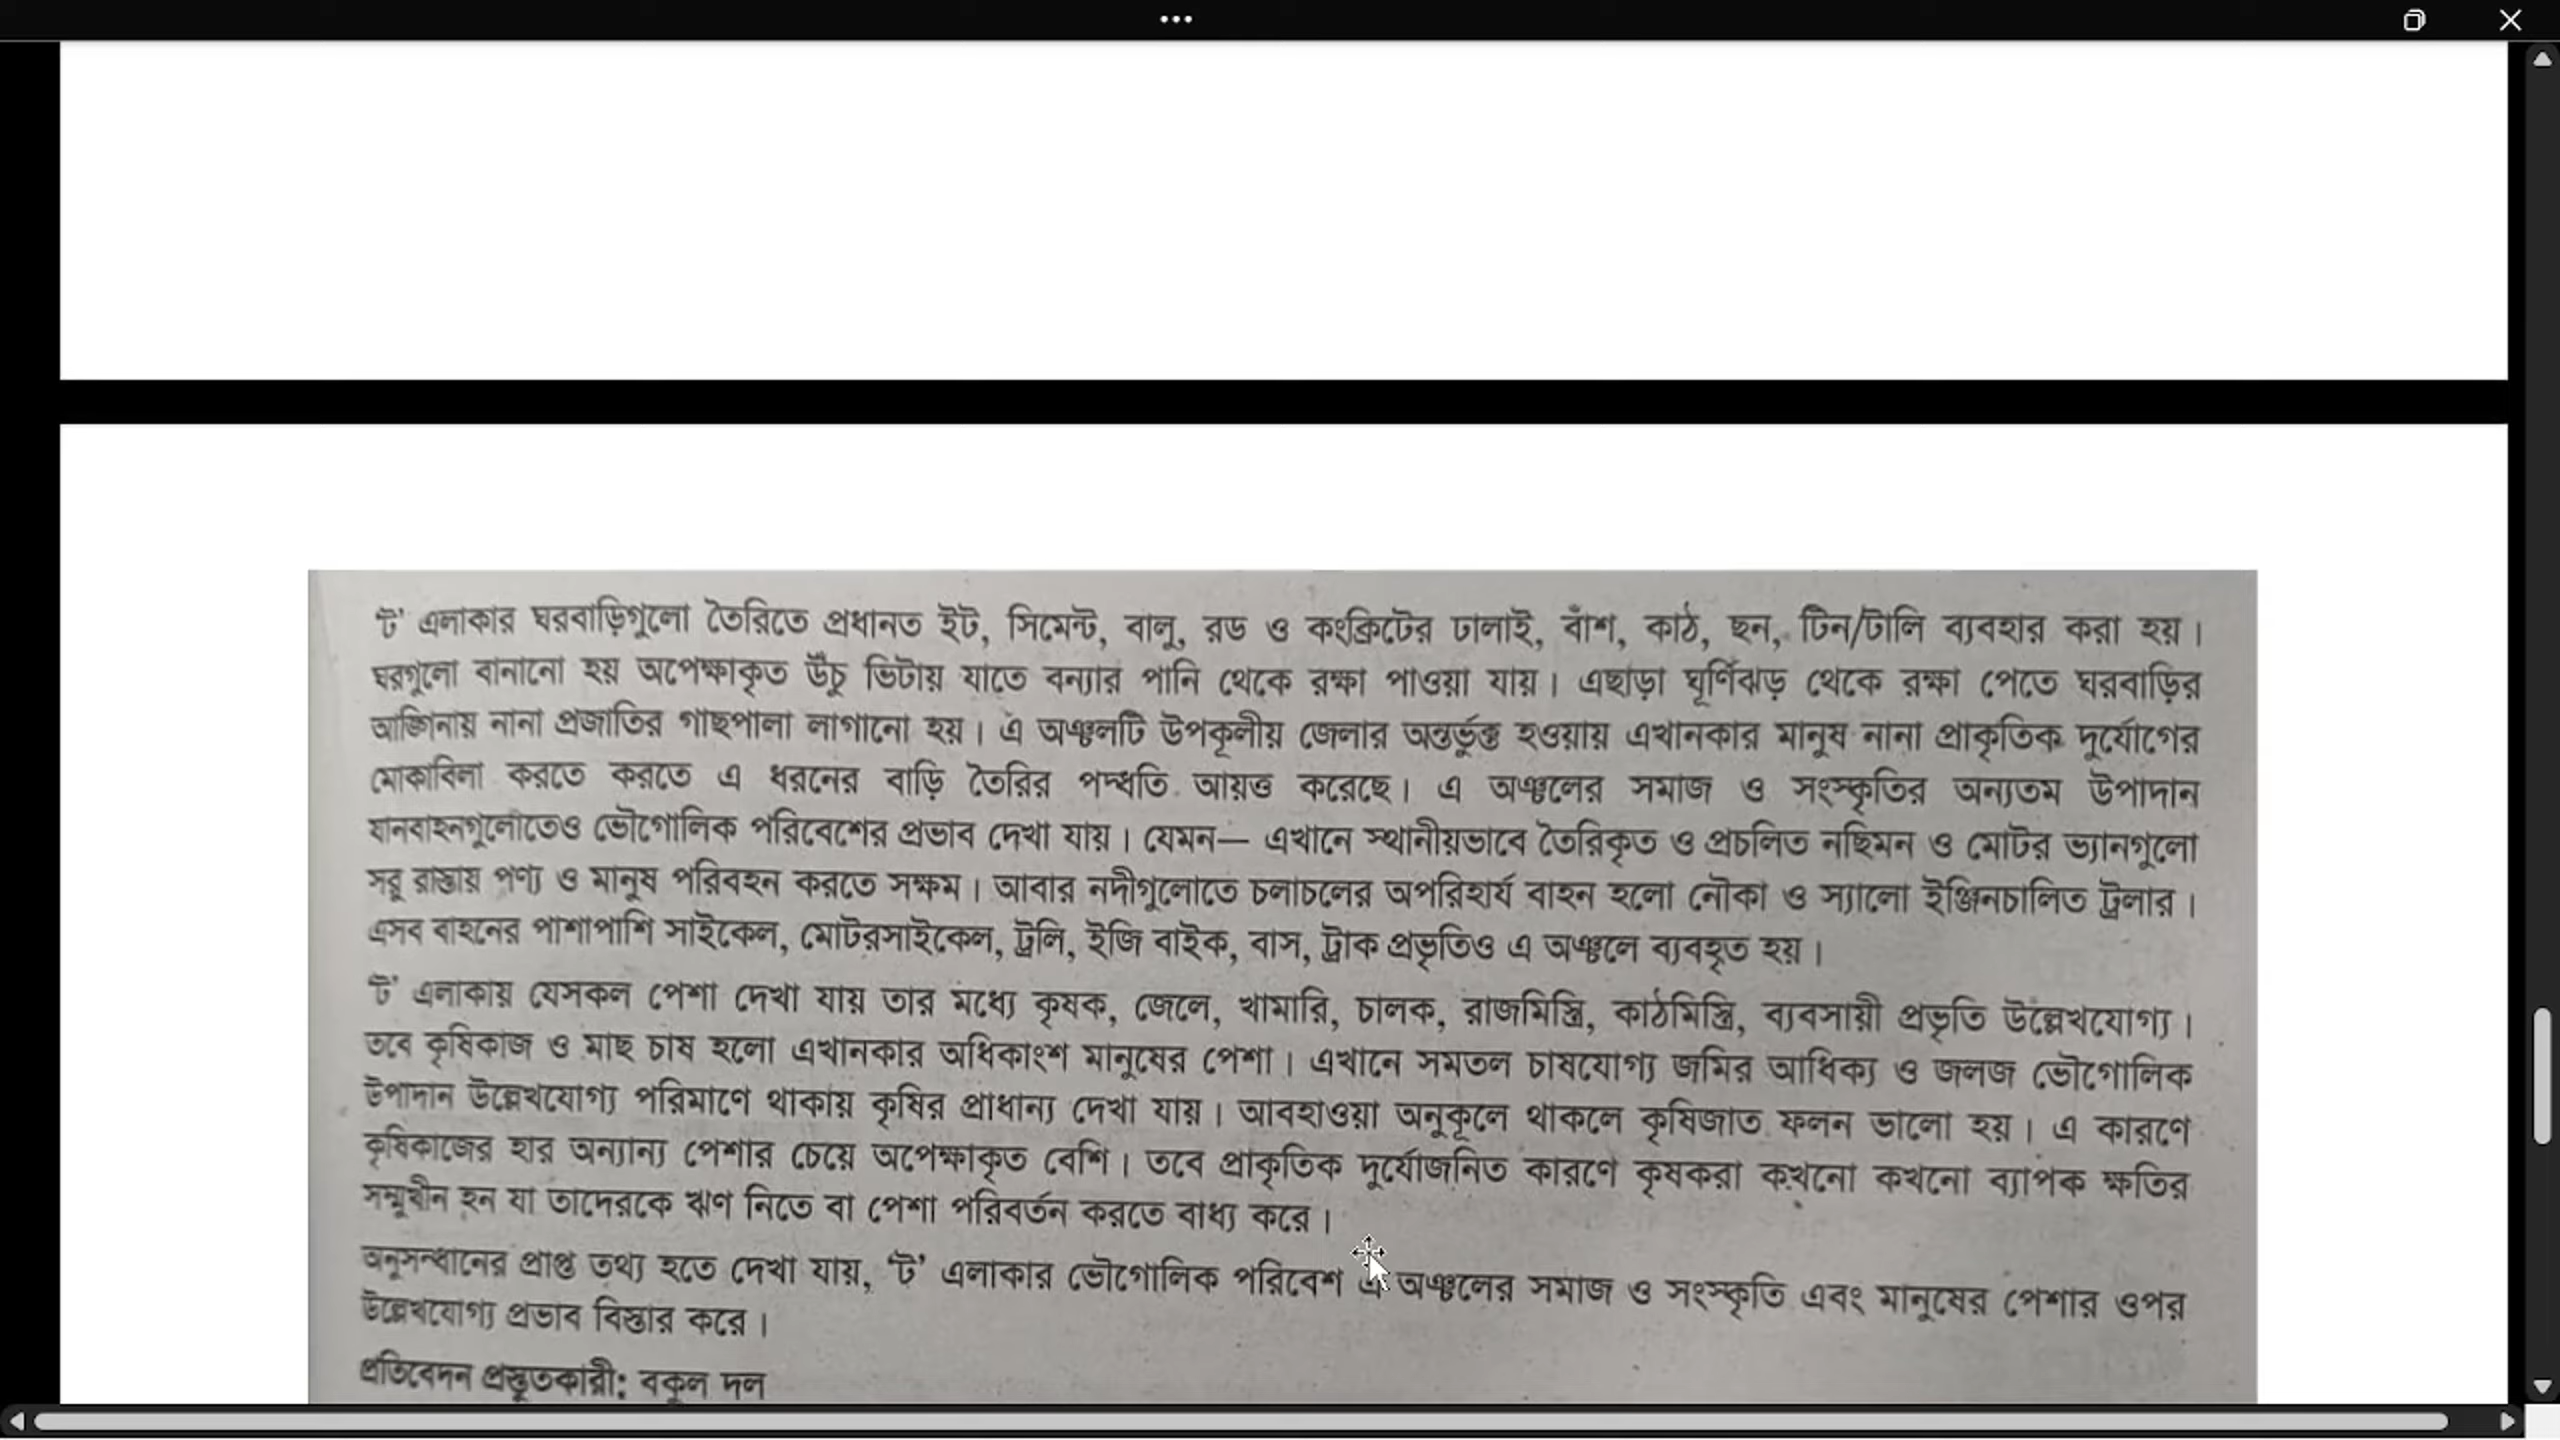 'ট' এলাকার ঘরবাড়িগুলো তৈরিতে প্রধানত ইট, সিমেন্ট, বালু, রড ও কংক্রিটের ঢালাই, বাঁশ, কাঠ, ছন, টিন/টালি ব্যবহার করা হয়।
ঘরগুলো বানানো হয় অপেক্ষাকৃত উঁচু ভিটায় যাতে বন্যার পানি থেকে রক্ষা পাওয়া যায়। এছাড়া ঘূর্ণিঝড় থেকে রক্ষা পেতে ঘরবাড়ির
আঙ্গিনায় নানা প্রজাতির গাছপালা লাগানো হয়। এ অঞ্চলটি উপকূলীয় জেলার অন্তর্ভুক্ত হওয়ায় এখানকার মানুষ নানা প্রাকৃতিক দুর্যোগের
মোকাবিলা করতে করতে এ ধরনের বাড়ি তৈরির পদ্ধতি আয়ত্ত করেছে। এ অঞ্চলের সমাজ ও সংস্কৃতির অন্যতম উপাদান
যানবাহনগুলোতেও ভৌগোলিক পরিবেশের প্রভাব দেখা যায়। যেমন— এখানে স্থানীয়ভাবে তৈরিকৃত ও প্রচলিত নছিমন ও মোটর ভ্যানগুলো
সরু রাস্তায় পণ্য ও মানুষ পরিবহন করতে সক্ষম। আবার নদীগুলোতে চলাচলের অপরিহার্য বাহন হলো নৌকা ও স্যালো ইঞ্জিনচালিত ট্রলার।
এসব বাহনের পাশাপাশি সাইকেল, মোটরসাইকেল, ট্রলি, ইজি বাইক, বাস, ট্রাক প্রভৃতিও এ অঞ্চলে ব্যবহৃত হয়।
'ট' এলাকায় যেসকল পেশা দেখা যায় তার মধ্যে কৃষক, জেলে, খামারি, চালক, রাজমিস্ত্রি, কাঠমিস্ত্রি, ব্যবসায়ী প্রভৃতি উল্লেখযোগ্য।
তবে কৃষিকাজ ও মাছ চাষ হলো এখানকার অধিকাংশ মানুষের পেশা। এখানে সমতল চাষযোগ্য জমির আধিক্য ও জলজ ভৌগোলিক
উপাদান উল্লেখযোগ্য পরিমাণে থাকায় কৃষির প্রাধান্য দেখা যায়। আবহাওয়া অনুকূলে থাকলে কৃষিজাত ফলন ভালো হয়। এ কারণে
কৃষিকাজের হার অন্যান্য পেশার চেয়ে অপেক্ষাকৃত বেশি। তবে প্রাকৃতিক দুর্যোজনিত কারণে কৃষকরা কখনো কখনো ব্যাপক ক্ষতির
সম্মুখীন হন যা তাদেরকে ঋণ নিতে বা পেশা পরিবর্তন করতে বাধ্য করে।
অনুসন্ধানের প্রাপ্ত তথ্য হতে দেখা যায়, 'ট' এলাকার ভৌগোলিক পরিবেশ এ অঞ্চলের সমাজ ও সংস্কৃতি এবং মানুষের পেশার ওপর
উল্লেখযোগ্য প্রভাব বিস্তার করে।
প্রতিবেদন প্রস্তুতকারী: বকুল দল